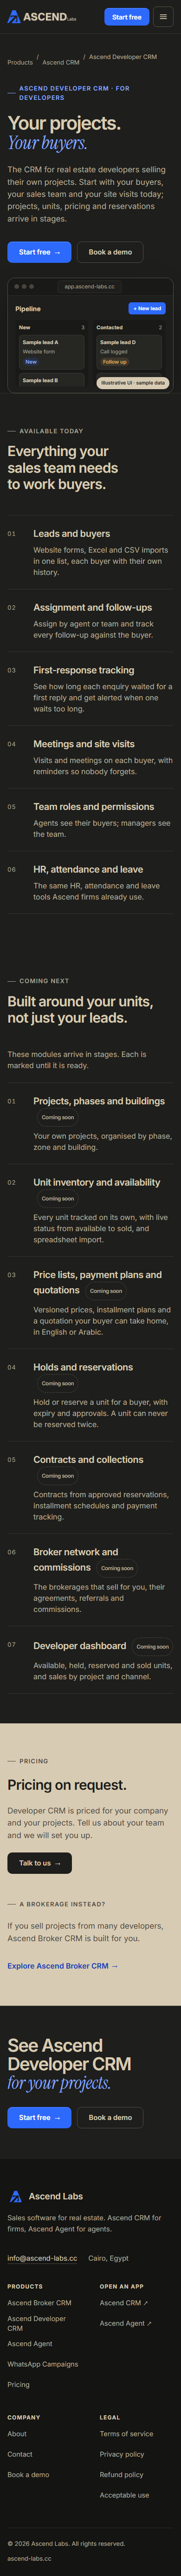 ASCEND Labs
Start free
Products / Ascend CRM / Ascend Developer CRM
ASCEND DEVELOPER CRM · FOR
DEVELOPERS
Your projects.
Your buyers.
The CRM for real estate developers selling
their own projects. Start with your buyers,
your sales team and your site visits today;
projects, units, pricing and reservations
arrive in stages.
Start free →
Book a demo
app.ascend-labs.cc
Pipeline
+ New lead
New 3
Contacted 2
Sample lead A
Website form
New
Sample lead D
Call logged
Follow up
Sample lead B
Illustrative UI · sample data
AVAILABLE TODAY
Everything your
sales team needs
to work buyers.
01
Leads and buyers
Website forms, Excel and CSV imports
in one list, each buyer with their own
history.
02
Assignment and follow-ups
Assign by agent or team and track
every follow-up against the buyer.
03
First-response tracking
See how long each enquiry waited for a
first reply and get alerted when one
waits too long.
04
Meetings and site visits
Visits and meetings on each buyer, with
reminders so nobody forgets.
05
Team roles and permissions
Agents see their buyers; managers see
the team.
06
HR, attendance and leave
The same HR, attendance and leave
tools Ascend firms already use.
COMING NEXT
Built around your units,
not just your leads.
These modules arrive in stages. Each is
marked until it is ready.
01
Projects, phases and buildings
Coming soon
Your own projects, organised by phase,
zone and building.
02
Unit inventory and availability
Coming soon
Every unit tracked on its own, with live
status from available to sold, and
spreadsheet import.
03
Price lists, payment plans and
quotations Coming soon
Versioned prices, installment plans and
a quotation your buyer can take home,
in English or Arabic.
04
Holds and reservations
Coming soon
Hold or reserve a unit for a buyer, with
expiry and approvals. A unit can never
be reserved twice.
05
Contracts and collections
Coming soon
Contracts from approved reservations,
installment schedules and payment
tracking.
06
Broker network and
commissions Coming soon
The brokerages that sell for you, their
agreements, referrals and
commissions.
07
Developer dashboard Coming soon
Available, held, reserved and sold units,
and sales by project and channel.
PRICING
Pricing on request.
Developer CRM is priced for your company
and your projects. Tell us about your team
and we will set you up.
Talk to us →
A BROKERAGE INSTEAD?
If you sell projects from many developers,
Ascend Broker CRM is built for you.
Explore Ascend Broker CRM →
See Ascend
Developer CRM
for your projects.
Start free →
Book a demo
Ascend Labs
Sales software for real estate. Ascend CRM for
firms, Ascend Agent for agents.
info@ascend-labs.cc
Cairo, Egypt
PRODUCTS
Ascend Broker CRM
Ascend Developer
CRM
Ascend Agent
WhatsApp Campaigns
Pricing
OPEN AN APP
Ascend CRM ↗
Ascend Agent ↗
COMPANY
About
Contact
Book a demo
LEGAL
Terms of service
Privacy policy
Refund policy
Acceptable use
© 2026 Ascend Labs. All rights reserved.
ascend-labs.cc